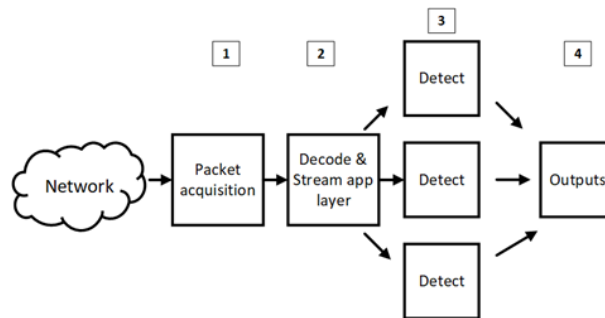 1
2
3
4
Network
Packet
acquisition
Decode &
Stream app
layer
Detect
Detect
Detect
Outputs